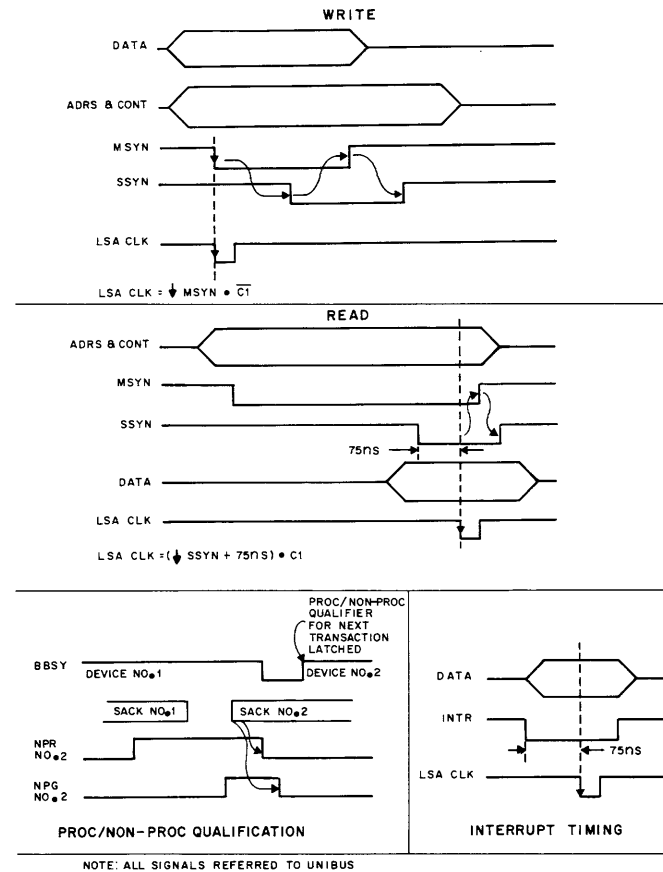 WRITE
DATA
ADRS & CONT
MSYN
SSYN
LSA CLK
LSA CLK = ↓ MSYN • C̅1̅
READ
ADRS & CONT
MSYN
SSYN
75ns
DATA
LSA CLK
LSA CLK = (↓ SSYN + 75ns) • C1
PROC/NON-PROC
QUALIFIER
FOR NEXT
TRANSACTION
LATCHED
BBSY
DEVICE NO.1
DEVICE NO.2
SACK NO.1
SACK NO.2
NPR
NO.2
NPG
NO.2
PROC/NON-PROC QUALIFICATION
DATA
INTR
75ns
LSA CLK
INTERRUPT TIMING
NOTE: ALL SIGNALS REFERRED TO UNIBUS